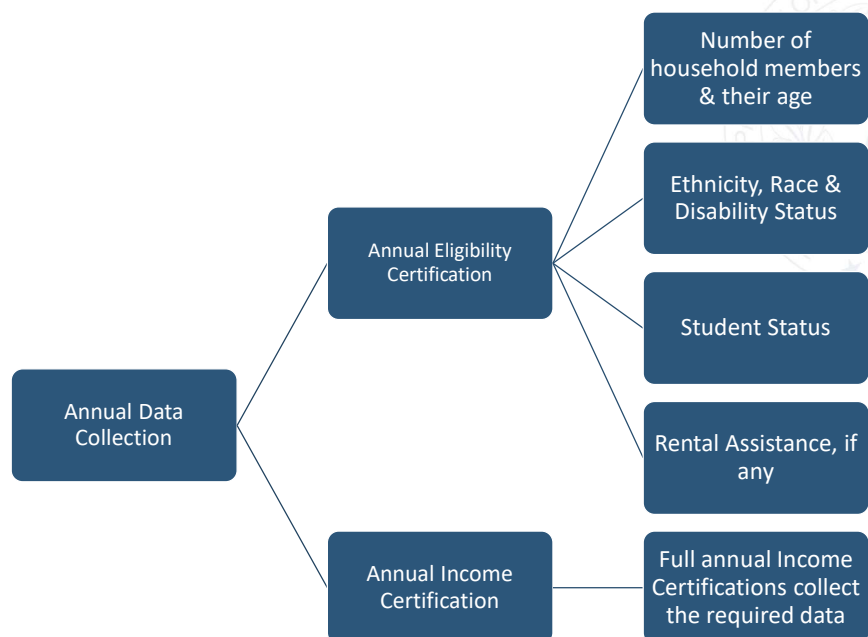 Annual Data
Collection
Annual Eligibility
Certification
Number of
household members
& their age
Ethnicity, Race &
Disability Status
Student Status
Rental Assistance, if
any
Annual Income
Certification
Full annual Income
Certifications collect
the required data